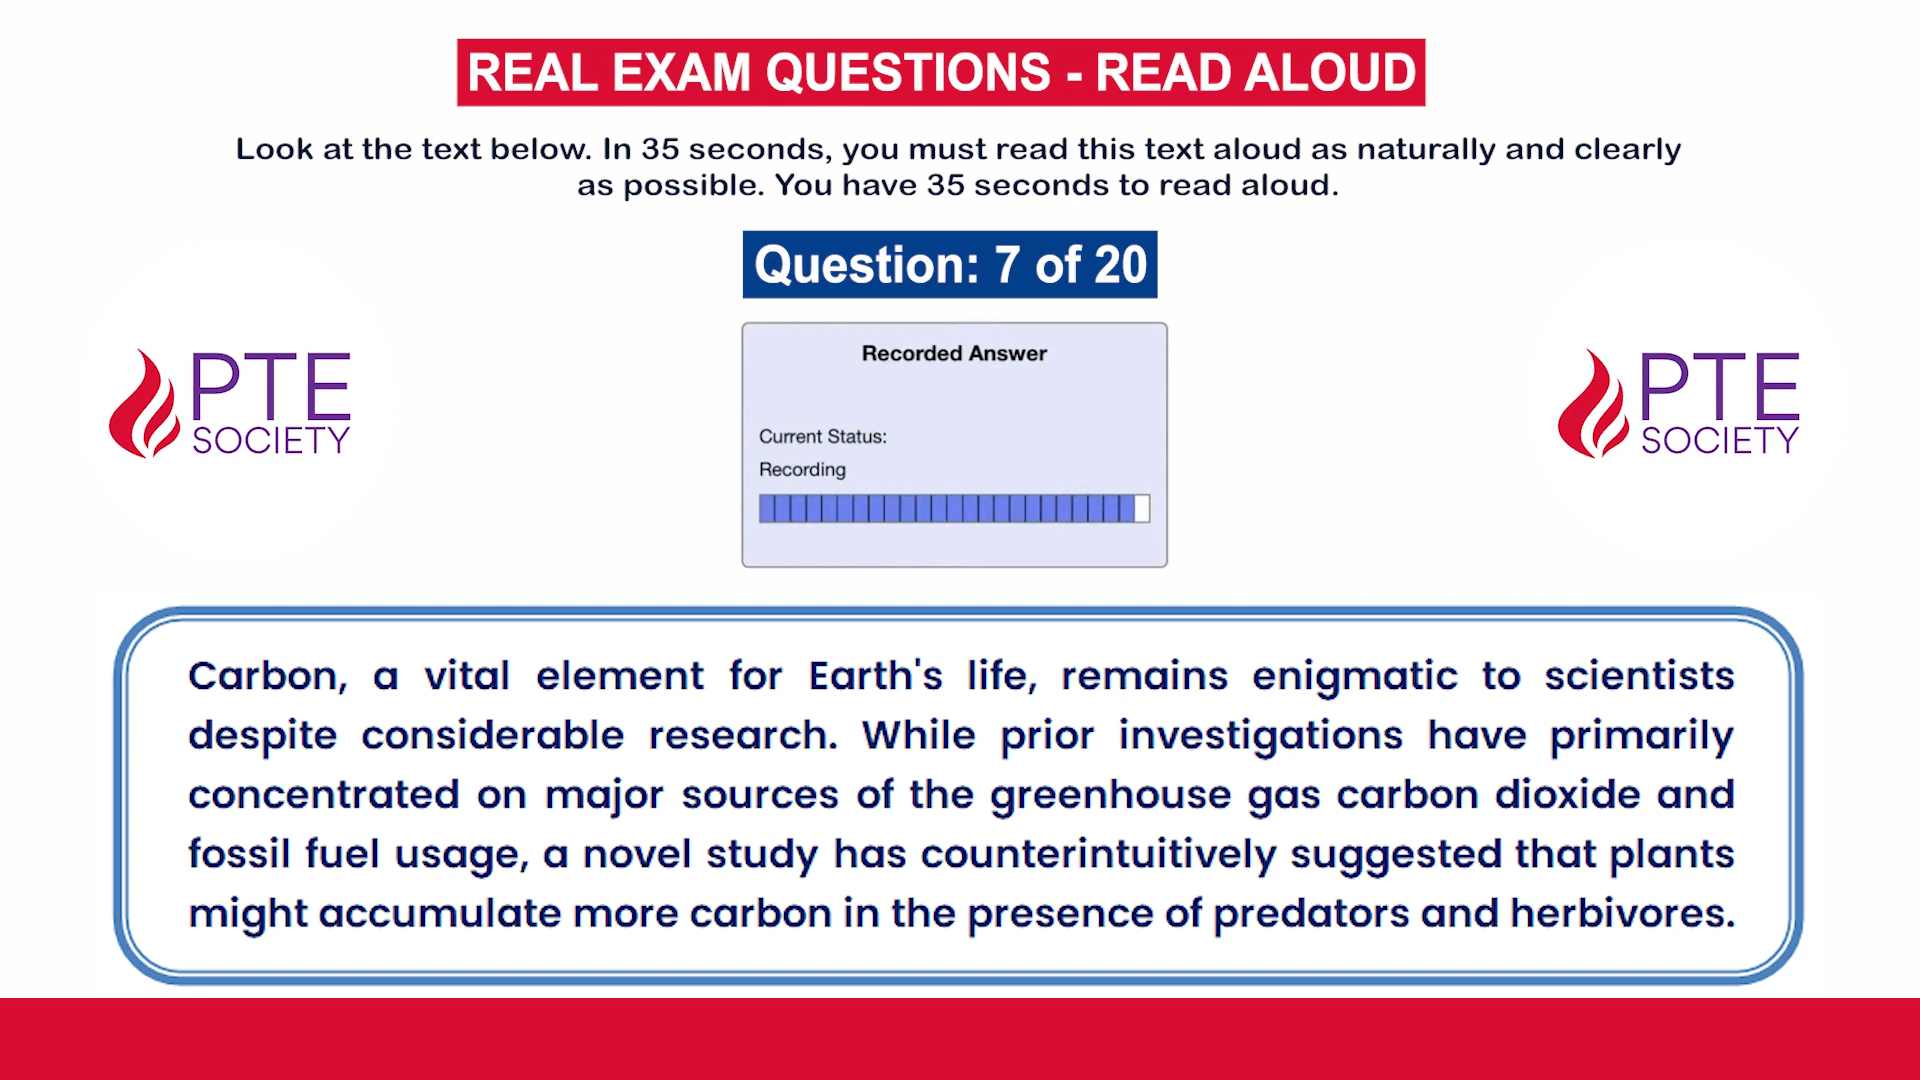 REAL EXAM QUESTIONS - READ ALOUD
Look at the text below. In 35 seconds, you must read this text aloud as naturally and clearly
as possible. You have 35 seconds to read aloud.
Question: 7 of 20
Recorded Answer
Current Status:
Recording
PTE
SOCIETY
PTE
SOCIETY
Carbon, a vital element for Earth's life, remains enigmatic to scientists
despite considerable research. While prior investigations have primarily
concentrated on major sources of the greenhouse gas carbon dioxide and
fossil fuel usage, a novel study has counterintuitively suggested that plants
might accumulate more carbon in the presence of predators and herbivores.